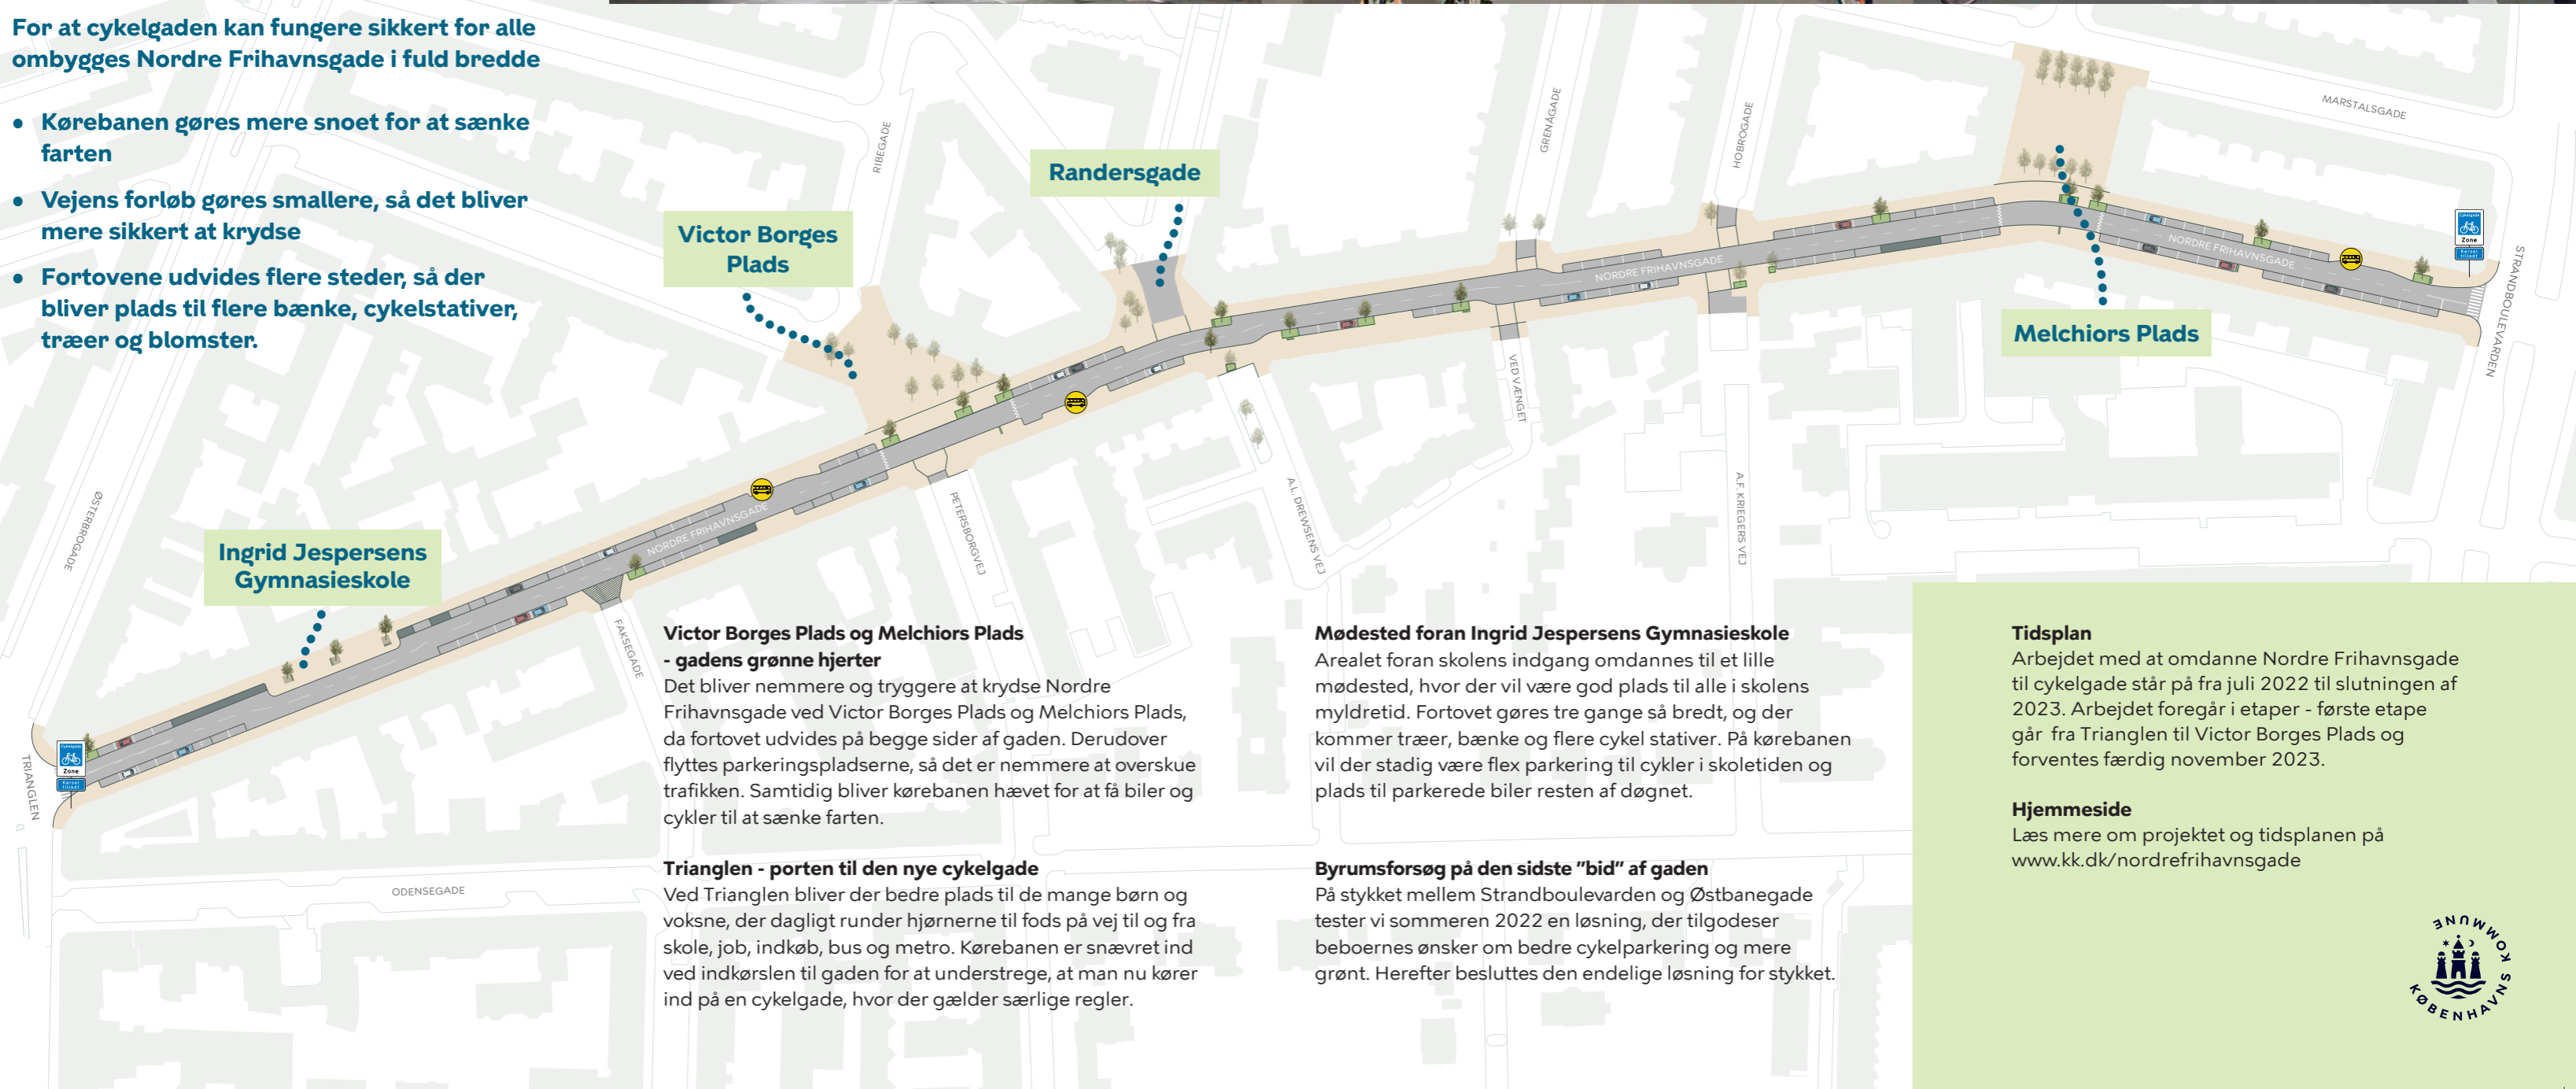 For at cykelgaden kan fungere sikkert for alle
ombygges Nordre Frihavnsgade i fuld bredde
• Kørebanen gøres mere snoet for at sænke
farten
• Vejens forløb gøres smallere, så det bliver
mere sikkert at krydse
• Fortovene udvides flere steder, så der
bliver plads til flere bænke, cykelstativer,
træer og blomster.
Ingrid Jespersens
Gymnasieskole
Victor Borges
Plads
Randersgade
Melchiors Plads
ØSTERBROGADE
TRIANGLEN
ODENSEGADE
FAKSEGADE
RIBEGADE
PETERSBORGVEJ
A.L. DREWSENS VEJ
GRENÅGADE
VED VÆNGET
HOBROGADE
A.F. KRIEGERS VEJ
MARSTALSGADE
STRANDBOULEVARDEN
NORDRE FRIHAVNSGADE
NORDRE FRIHAVNSGADE
NORDRE FRIHAVNSGADE
Cykelgade
Zone
Kørsel
tilladt
Cykelgade
Zone
Kørsel
tilladt
Victor Borges Plads og Melchiors Plads
- gadens grønne hjerter
Det bliver nemmere og tryggere at krydse Nordre
Frihavnsgade ved Victor Borges Plads og Melchiors Plads,
da fortovet udvides på begge sider af gaden. Derudover
flyttes parkeringspladserne, så det er nemmere at overskue
trafikken. Samtidig bliver kørebanen hævet for at få biler og
cykler til at sænke farten.
Trianglen - porten til den nye cykelgade
Ved Trianglen bliver der bedre plads til de mange børn og
voksne, der dagligt runder hjørnerne til fods på vej til og fra
skole, job, indkøb, bus og metro. Kørebanen er snævret ind
ved indkørslen til gaden for at understrege, at man nu kører
ind på en cykelgade, hvor der gælder særlige regler.
Mødested foran Ingrid Jespersens Gymnasieskole
Arealet foran skolens indgang omdannes til et lille
mødested, hvor der vil være god plads til alle i skolens
myldretid. Fortovet gøres tre gange så bredt, og der
kommer træer, bænke og flere cykel stativer. På kørebanen
vil der stadig være flex parkering til cykler i skoletiden og
plads til parkerede biler resten af døgnet.
Byrumsforsøg på den sidste ”bid” af gaden
På stykket mellem Strandboulevarden og Østbanegade
tester vi sommeren 2022 en løsning, der tilgodeser
beboernes ønsker om bedre cykelparkering og mere
grønt. Herefter besluttes den endelige løsning for stykket.
Tidsplan
Arbejdet med at omdanne Nordre Frihavnsgade
til cykelgade står på fra juli 2022 til slutningen af
2023. Arbejdet foregår i etaper - første etape
går fra Trianglen til Victor Borges Plads og
forventes færdig november 2023.
Hjemmeside
Læs mere om projektet og tidsplanen på
www.kk.dk/nordrefrihavnsgade
KØBENHAVNS KOMMUNE